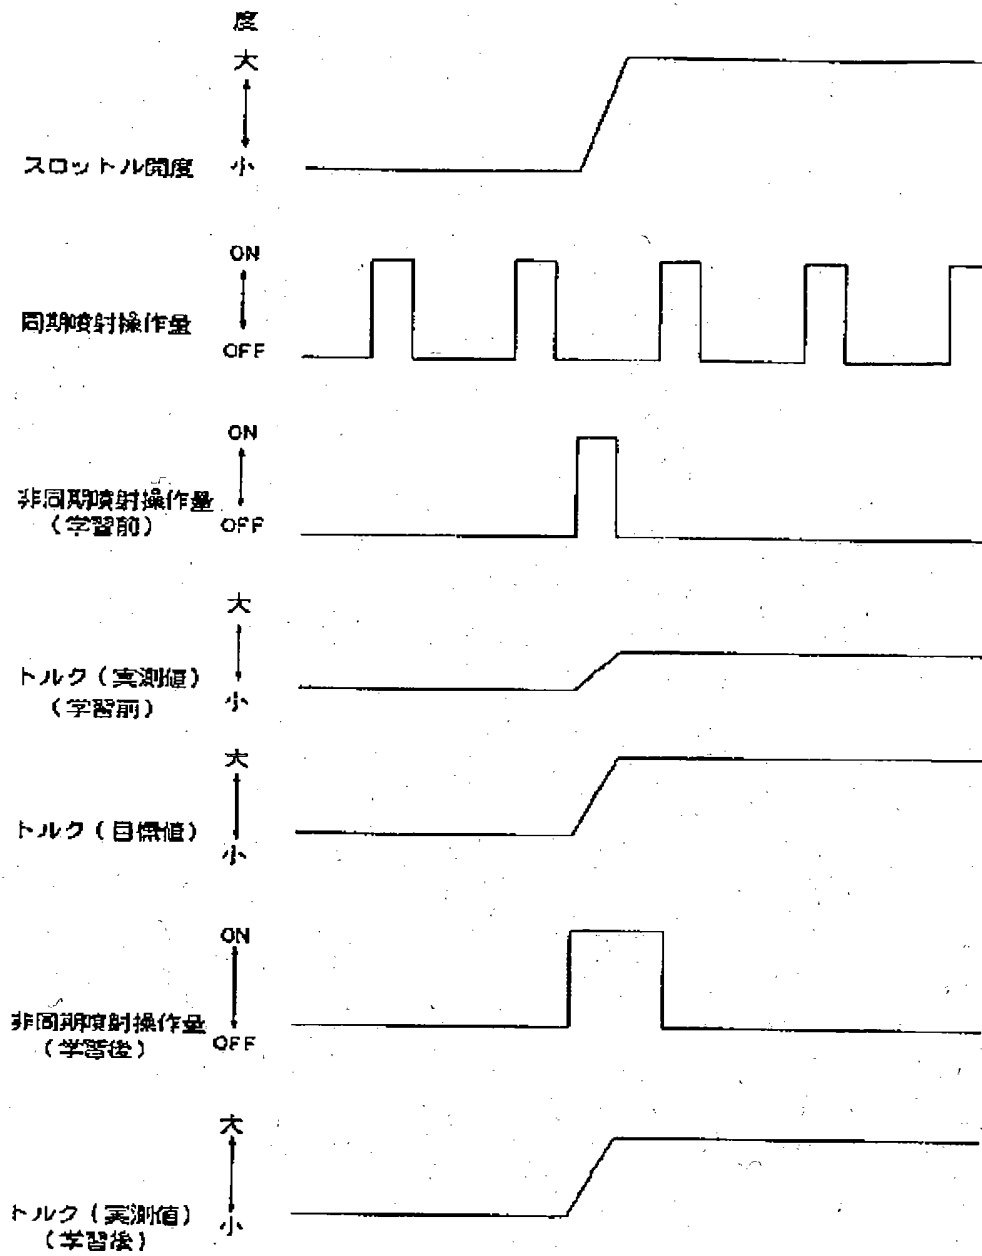 度
大
スロットル開度 小
ON
同期噴射操作量
OFF
ON
非同期噴射操作量
(学習前) OFF
大
トルク(実測値)
小
(学習前)
大
トルク(目標値)
小
ON
非同期噴射操作量
OFF
(学習後)
大
トルク(実測値) 小
(学習後)